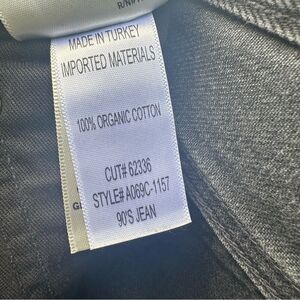 R/N#
MADE IN TURKEY
IMPORTED MATERIALS
100% ORGANIC COTTON
CUT# 62336
STYLE# A069C-1157
90'S JEAN